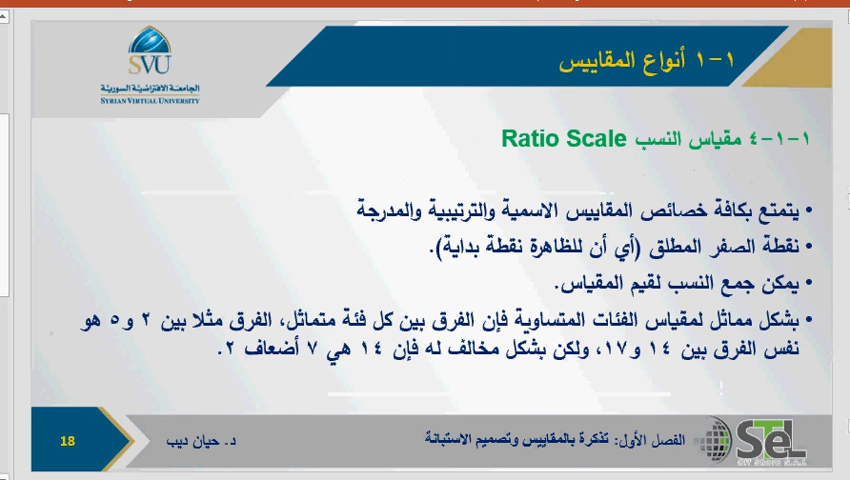 SVU
الجامعة الافتراضية السورية
SYRIAN VIRTUAL UNIVERSITY
١-١ أنواع المقاييس
١-١-٤ مقياس النسب Ratio Scale
• يتمتع بكافة خصائص المقاييس الاسمية والترتيبية والمدرجة
• نقطة الصفر المطلق (أي أن للظاهرة نقطة بداية).
• يمكن جمع النسب لقيم المقياس.
• بشكل مماثل لمقياس الفئات المتساوية فإن الفرق بين كل فئة متماثل، الفرق مثلا بين ٢ و٥ هو
نفس الفرق بين ١٤ و١٧، ولكن بشكل مخالف له فإن ١٤ هي ٧ أضعاف ٢.
STeL
الفصل الأول: تذكرة بالمقاييس وتصميم الاستبانة
د. حيان ديب
18